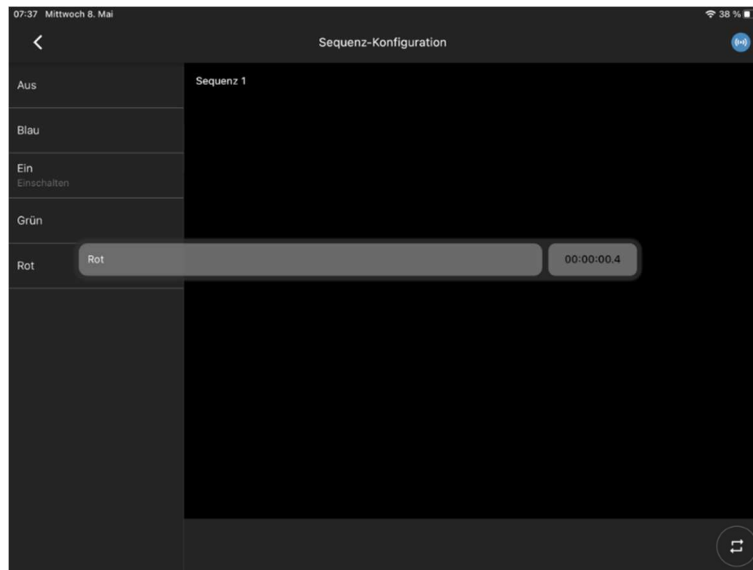 07:37 Mittwoch 8. Mai
38 %
Sequenz-Konfiguration
Aus
Blau
Ein
Einschalten
Grün
Rot
Sequenz 1
Rot
00:00:00.4